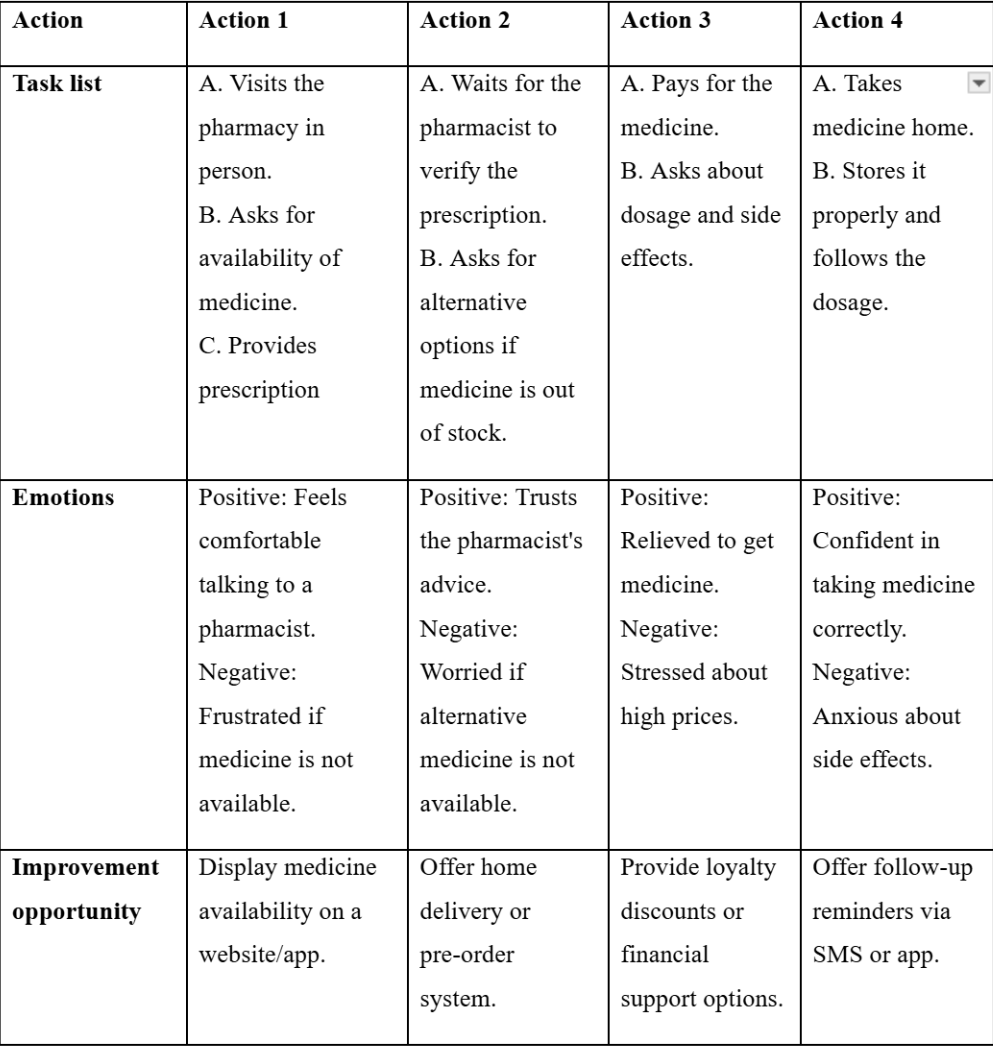 Action
Action 1
Action 2
Action 3
Action 4
Task list
A. Visits the
pharmacy in
person.
B. Asks for
availability of
medicine.
C. Provides
prescription
A. Waits for the
pharmacist to
verify the
prescription.
B. Asks for
alternative
options if
medicine is out
of stock.
A. Pays for the
medicine.
B. Asks about
dosage and side
effects.
A. Takes
medicine home.
B. Stores it
properly and
follows the
dosage.
Emotions
Positive: Feels
comfortable
talking to a
pharmacist.
Negative:
Frustrated if
medicine is not
available.
Positive: Trusts
the pharmacist's
advice.
Negative:
Worried if
alternative
medicine is not
available.
Positive:
Relieved to get
medicine.
Negative:
Stressed about
high prices.
Positive:
Confident in
taking medicine
correctly.
Negative:
Anxious about
side effects.
Improvement
opportunity
Display medicine
availability on a
website/app.
Offer home
delivery or
pre-order
system.
Provide loyalty
discounts or
financial
support options.
Offer follow-up
reminders via
SMS or app.